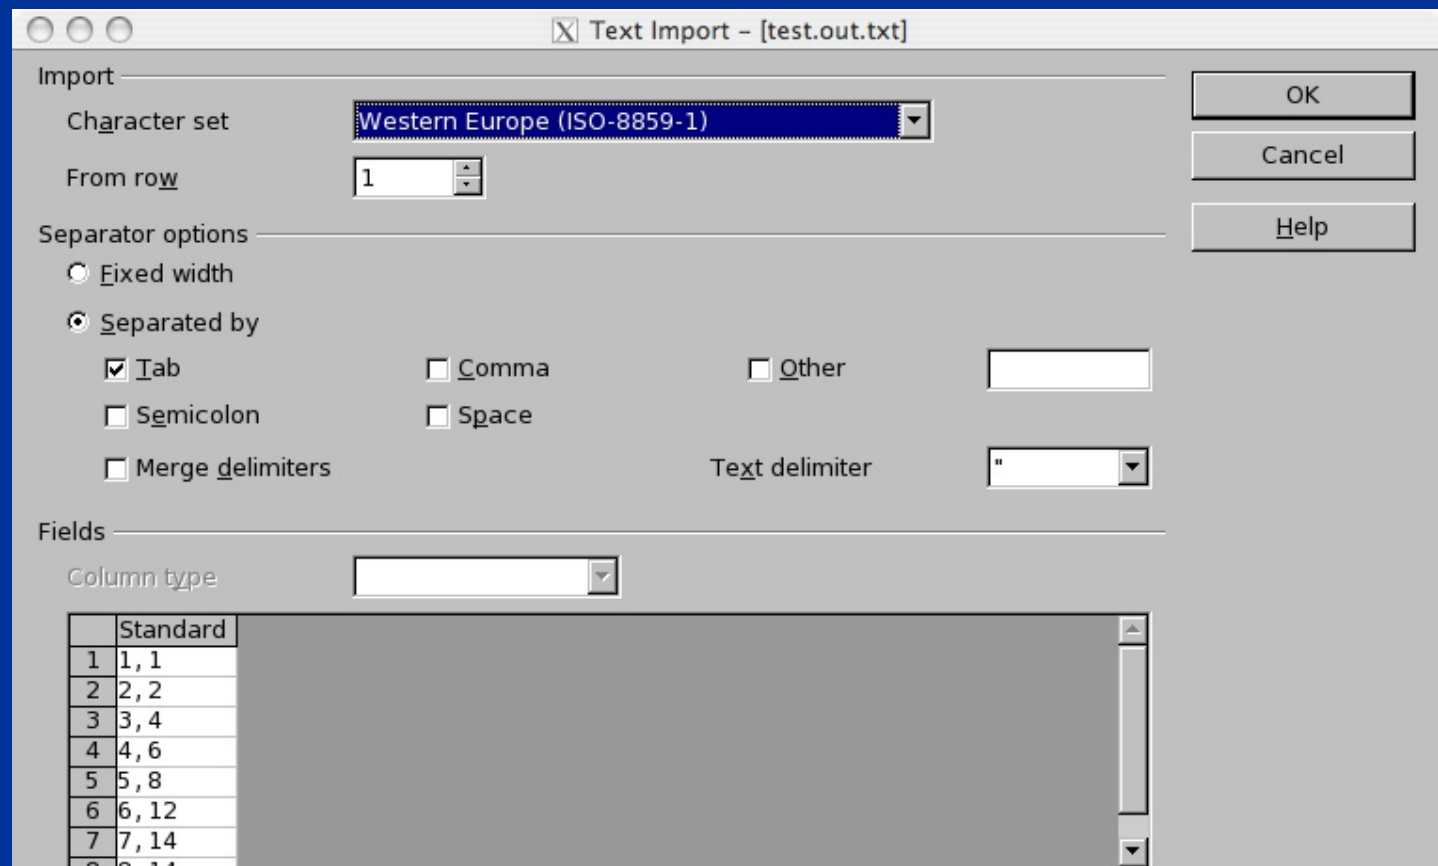 Text Import – [test.out.txt]
Import
Character set
Western Europe (ISO-8859-1)
From row
1
OK
Cancel
Help
Separator options
Fixed width
Separated by
Tab
Comma
Other
Semicolon
Space
Merge delimiters
Text delimiter
"
Fields
Column type
Standard
1 1,1
2 2,2
3 3,4
4 4,6
5 5,8
6 6,12
7 7,14